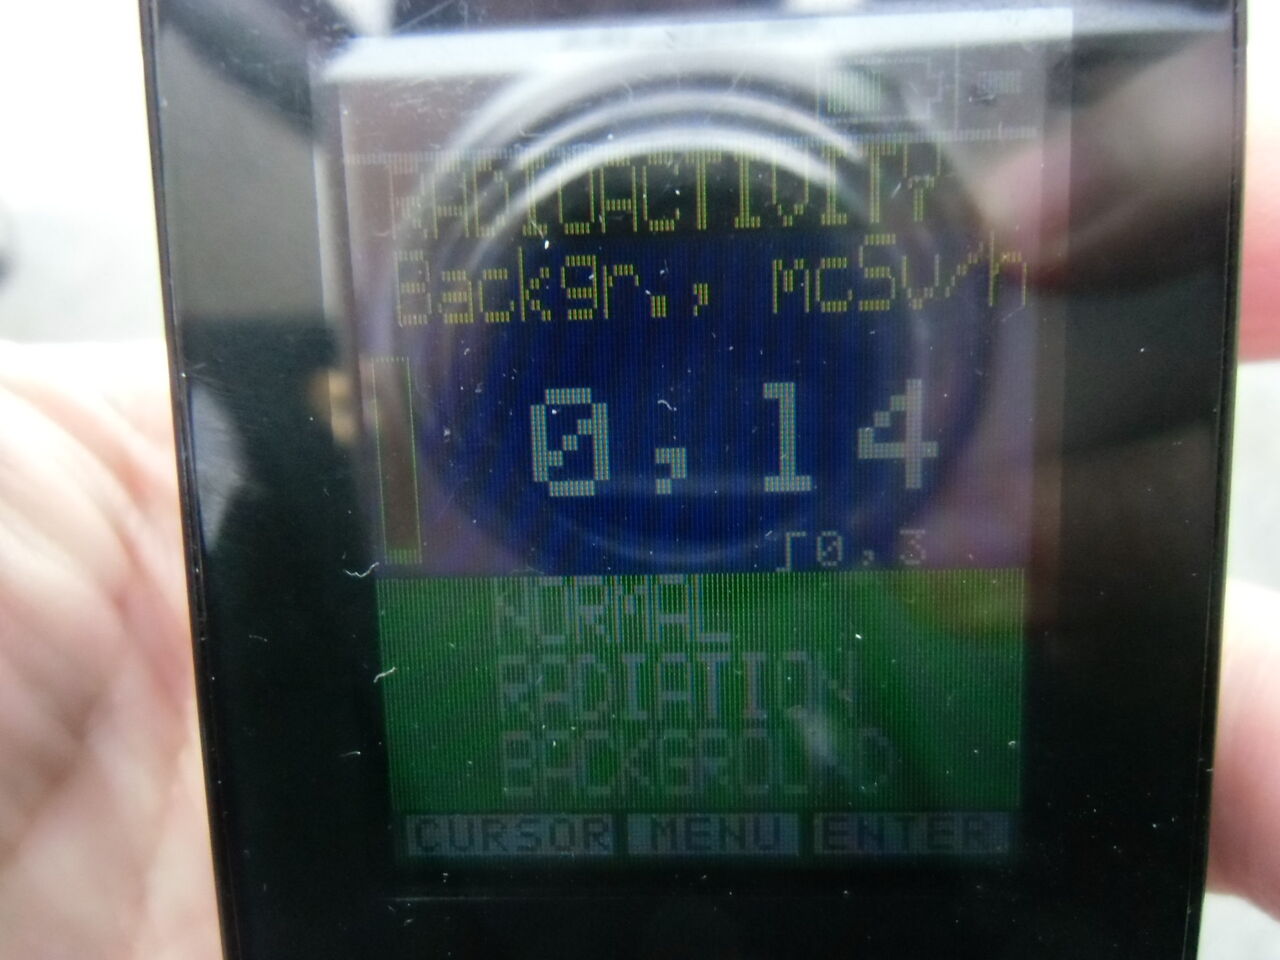 RADIOACTIVITY
Backgr., mcSv/h
0,14
⌈0,3
NORMAL
RADIATION
BACKGROUND
CURSOR MENU ENTER